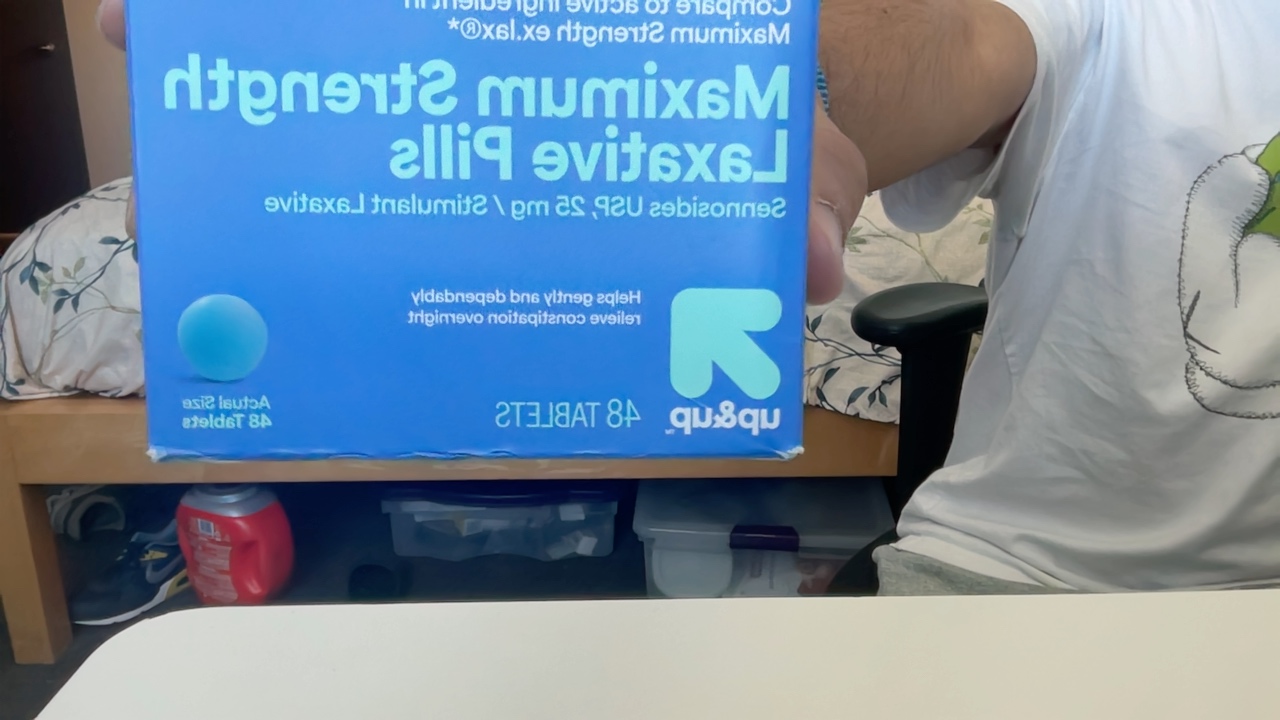 Compare to active ingredient in
Maximum Strength ex.lax®*
Maximum Strength
Laxative Pills
Sennosides USP, 25 mg / Stimulant Laxative
Helps gently and dependably
relieve constipation overnight
up&up™
48 TABLETS
Actual Size
48 Tablets